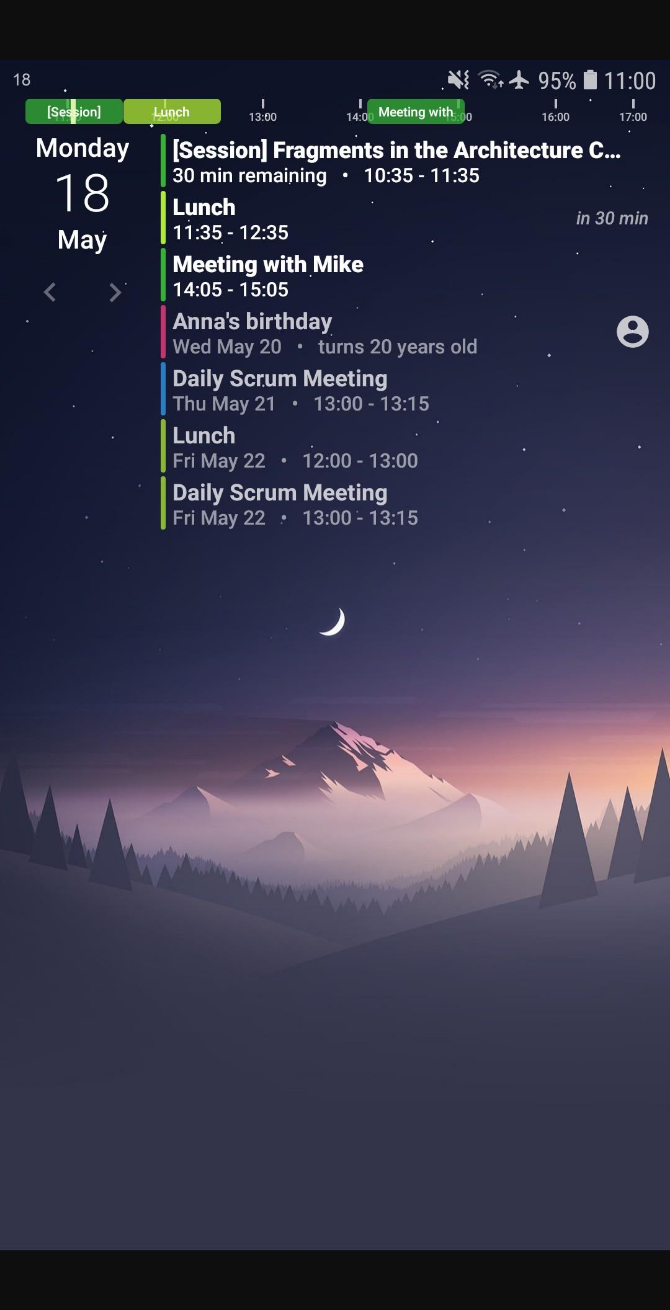 18
95% 11:00
[Session] Lunch 13:00 14:00 Meeting with 15:00 16:00 17:00
Monday
18
May
[Session] Fragments in the Architecture C...
30 min remaining • 10:35 - 11:35
Lunch
11:35 - 12:35
in 30 min
Meeting with Mike
14:05 - 15:05
Anna's birthday
Wed May 20 • turns 20 years old
Daily Scrum Meeting
Thu May 21 • 13:00 - 13:15
Lunch
Fri May 22 • 12:00 - 13:00
Daily Scrum Meeting
Fri May 22 • 13:00 - 13:15